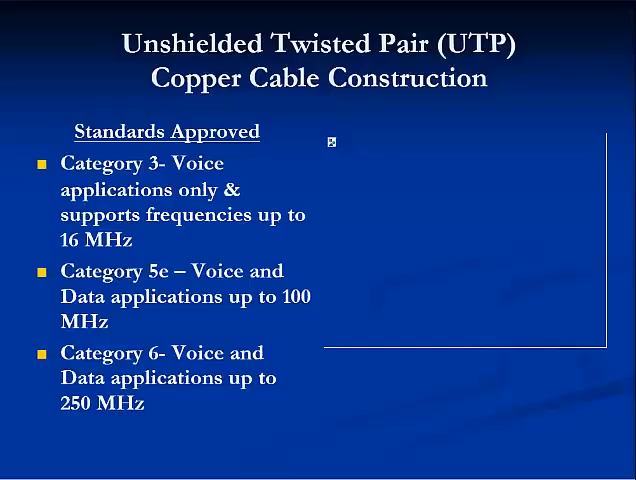 Unshielded Twisted Pair (UTP)
Copper Cable Construction
Standards Approved
Category 3- Voice
applications only &
supports frequencies up to
16 MHz
Category 5e – Voice and
Data applications up to 100
MHz
Category 6- Voice and
Data applications up to
250 MHz